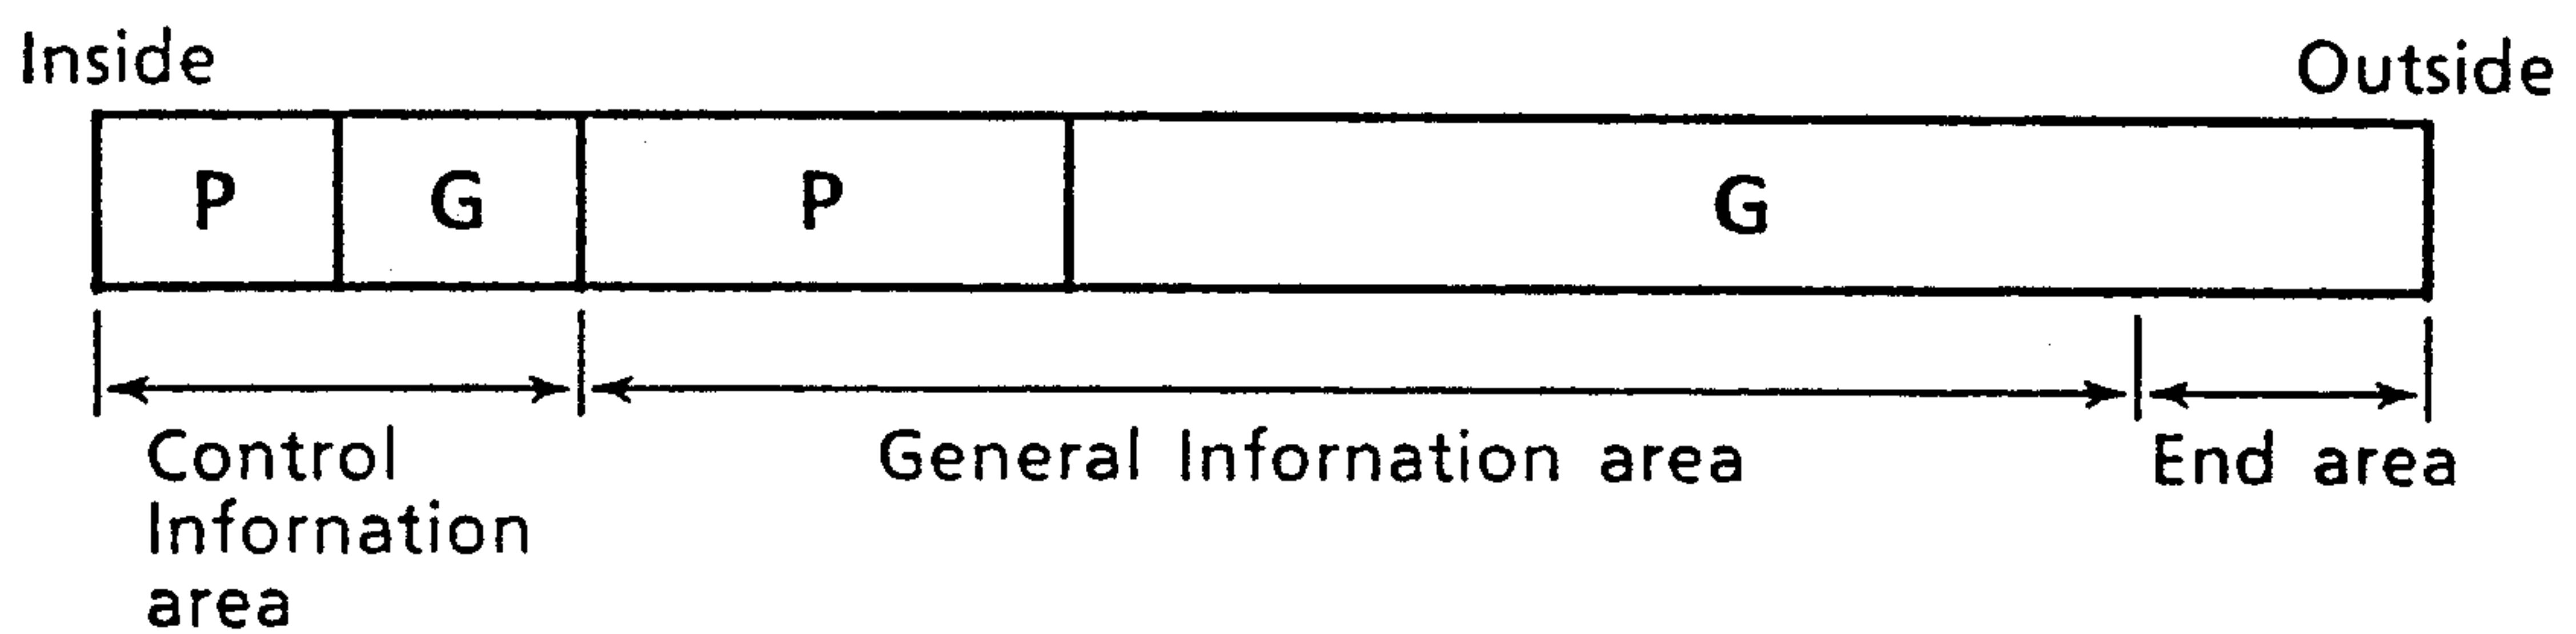 Inside
Outside
P
G
P
G
Control
Infornation
area
General Infornation area
End area